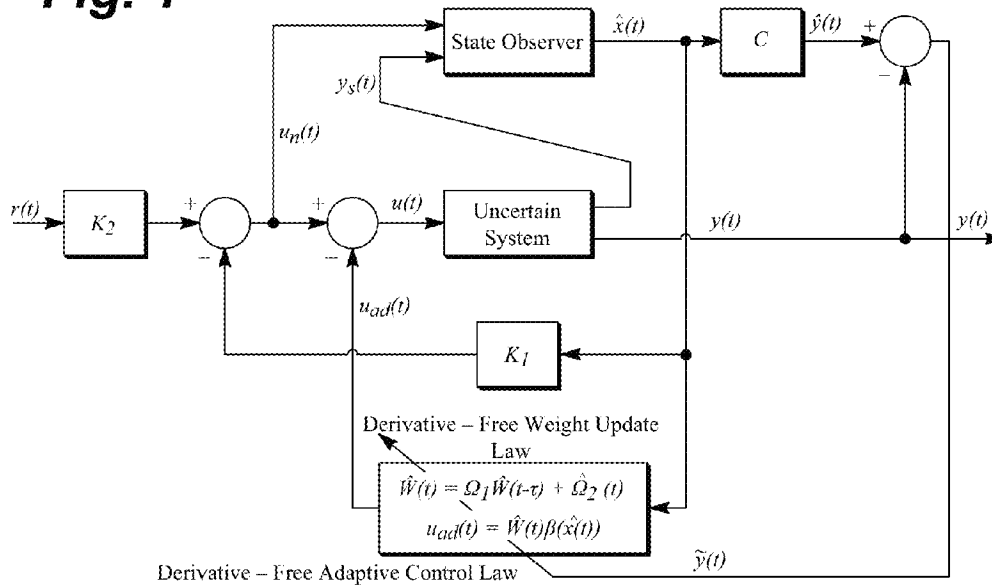 Fig. 1
State Observer
x̂(t)
C
ŷ(t)
+
−
y_s(t)
u_n(t)
r(t)
K_2
+
−
+
−
u(t)
Uncertain
System
y(t)
y(t)
u_ad(t)
K_1
Derivative – Free Weight Update
Law
Ŵ(t) = Ω_1Ŵ(t-τ) + Ω̂_2 (t)
u_ad(t) = Ŵ(t)β(x̂(t))
ỹ(t)
Derivative – Free Adaptive Control Law